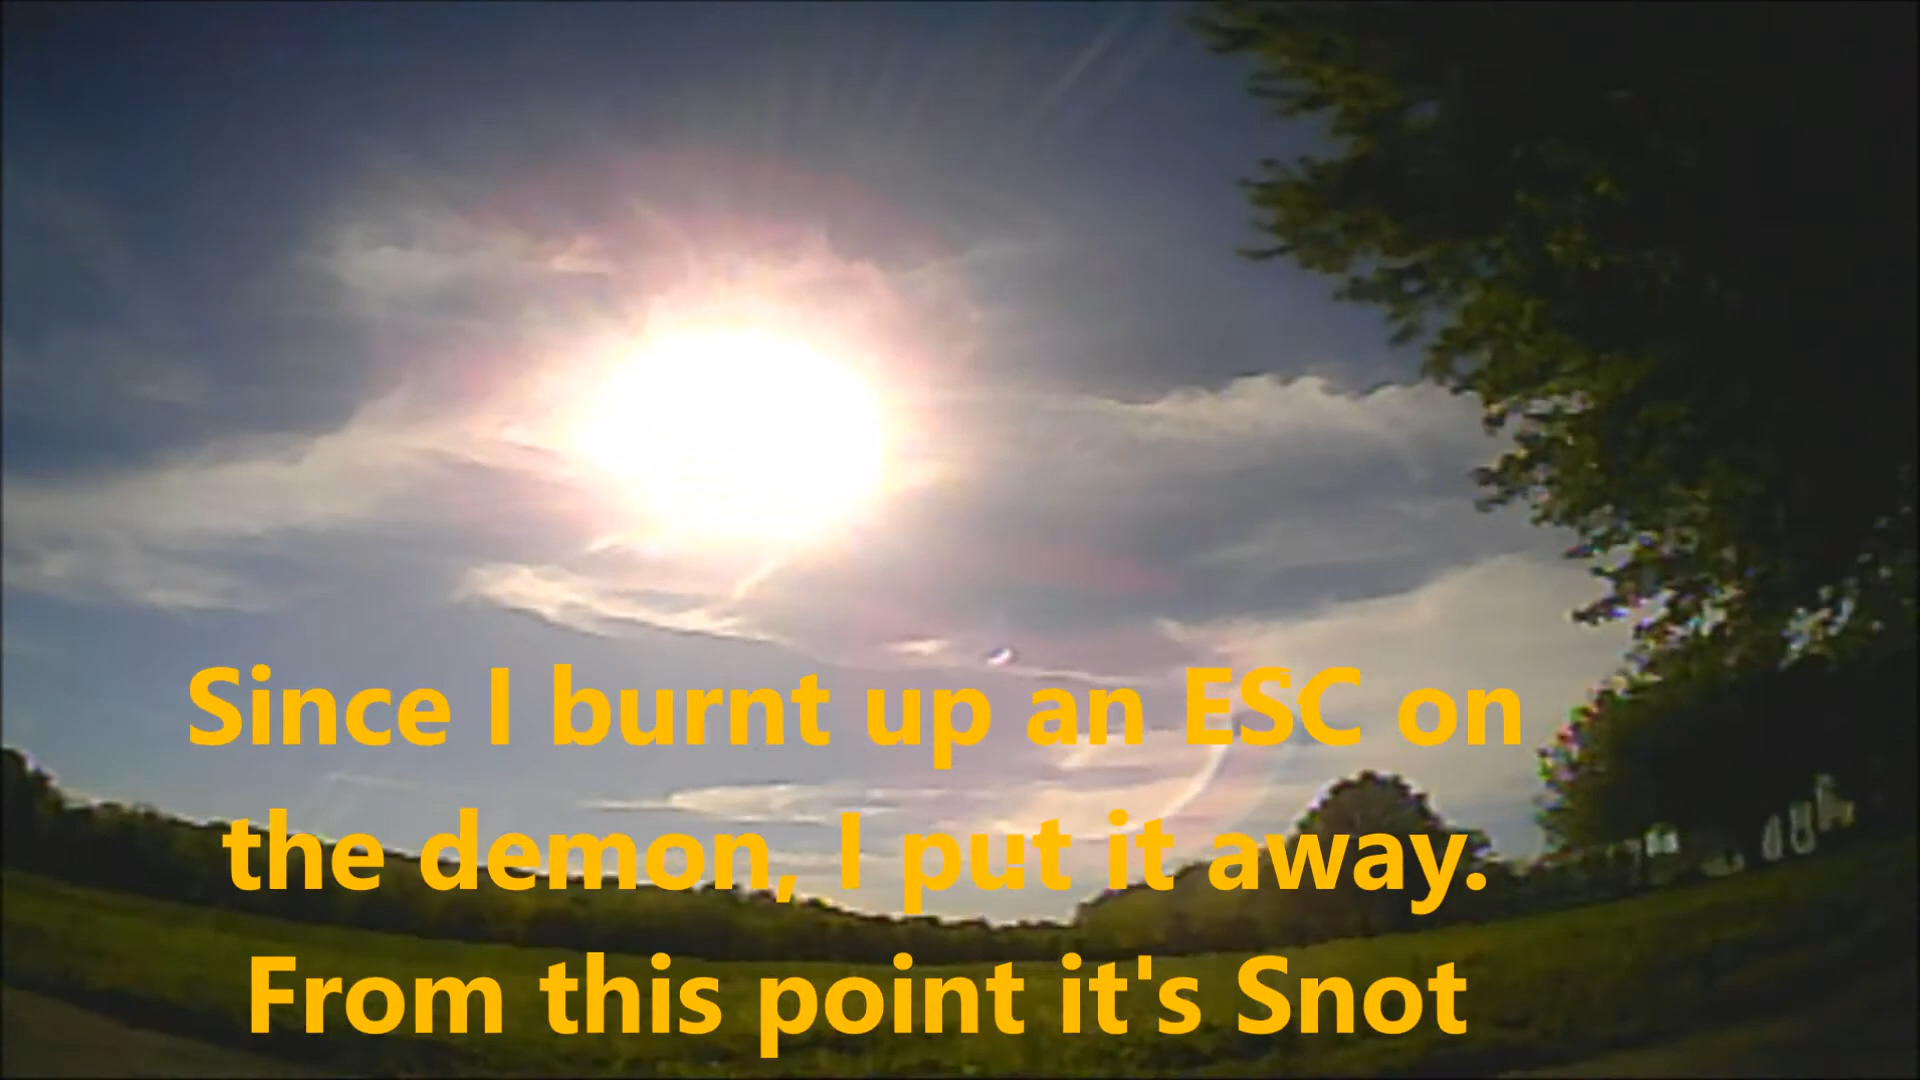 Since I burnt up an ESC on
the demon, I put it away.
From this point it's Snot